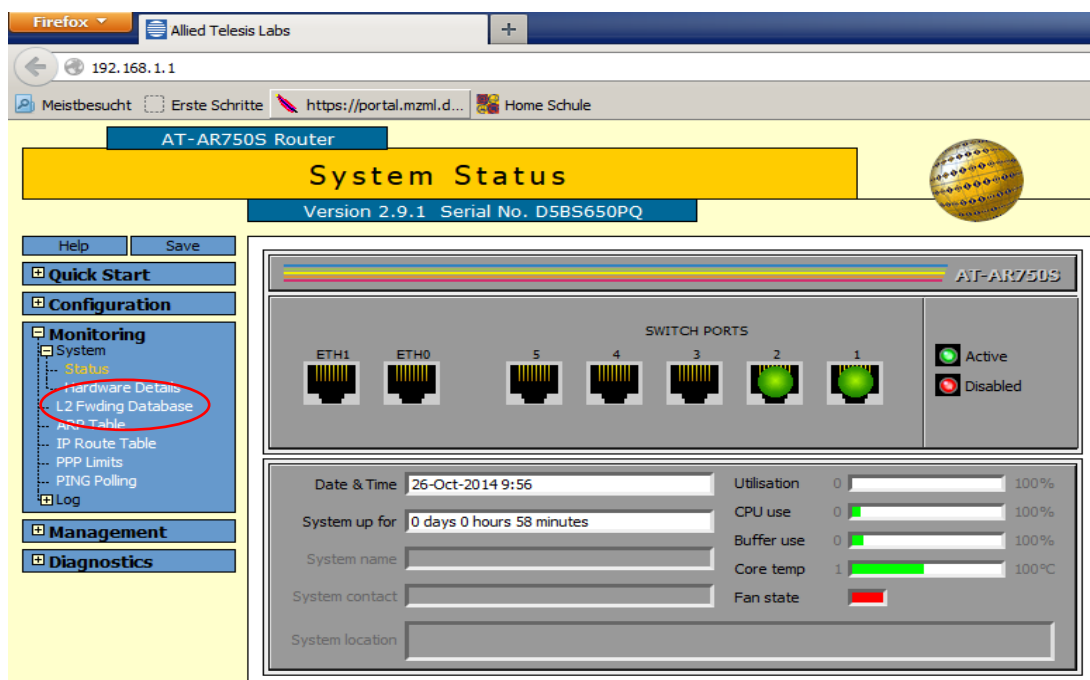 Firefox
Allied Telesis Labs
192.168.1.1
Meistbesucht Erste Schritte https://portal.mzml.d... Home Schule
AT-AR750S Router
System Status
Version 2.9.1 Serial No. D5BS650PQ
Help Save
Quick Start
Configuration
Monitoring
System
Status
Hardware Details
L2 Fwding Database
ARP Table
IP Route Table
PPP Limits
PING Polling
Log
Management
Diagnostics
AT-AR750S
SWITCH PORTS
ETH1 ETH0 5 4 3 2 1
Active
Disabled
Date & Time 26-Oct-2014 9:56
System up for 0 days 0 hours 58 minutes
System name
System contact
System location
Utilisation 0 100%
CPU use 0 100%
Buffer use 0 100%
Core temp 1 100°C
Fan state